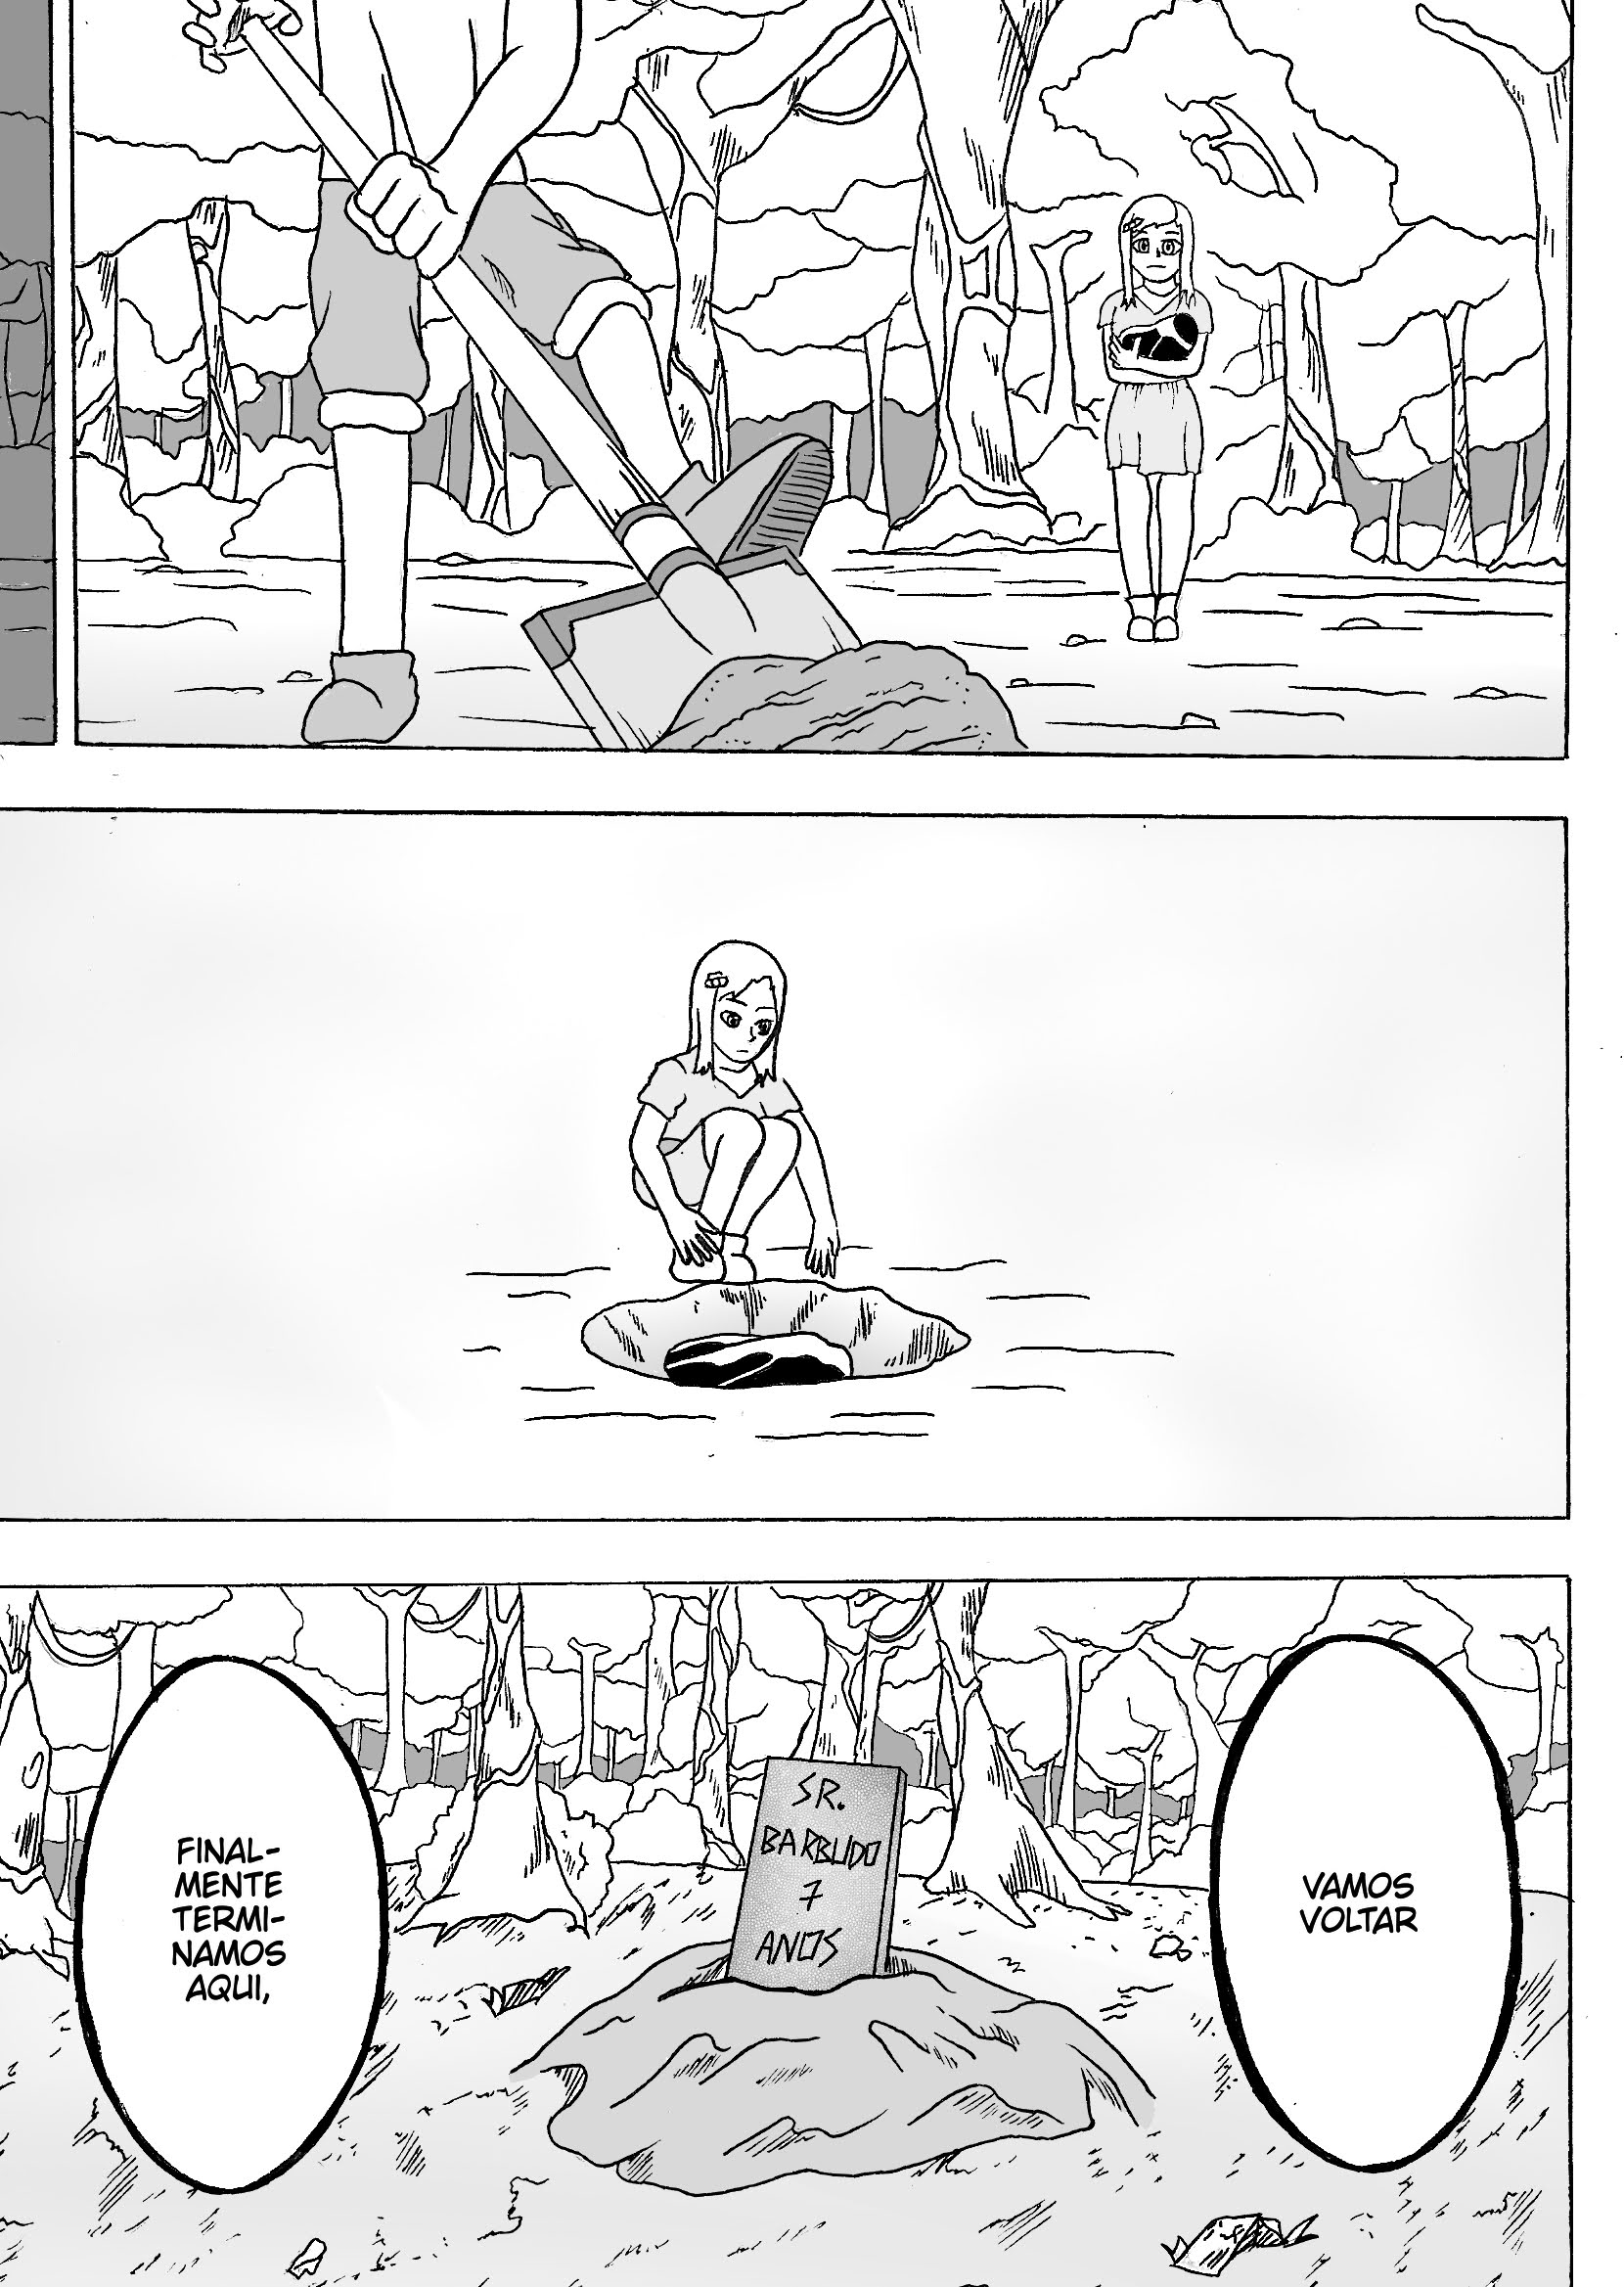 FINAL-
MENTE
TERMI-
NAMOS
AQUI,
SR.
BARBUDO
7
ANOS
VAMOS
VOLTAR